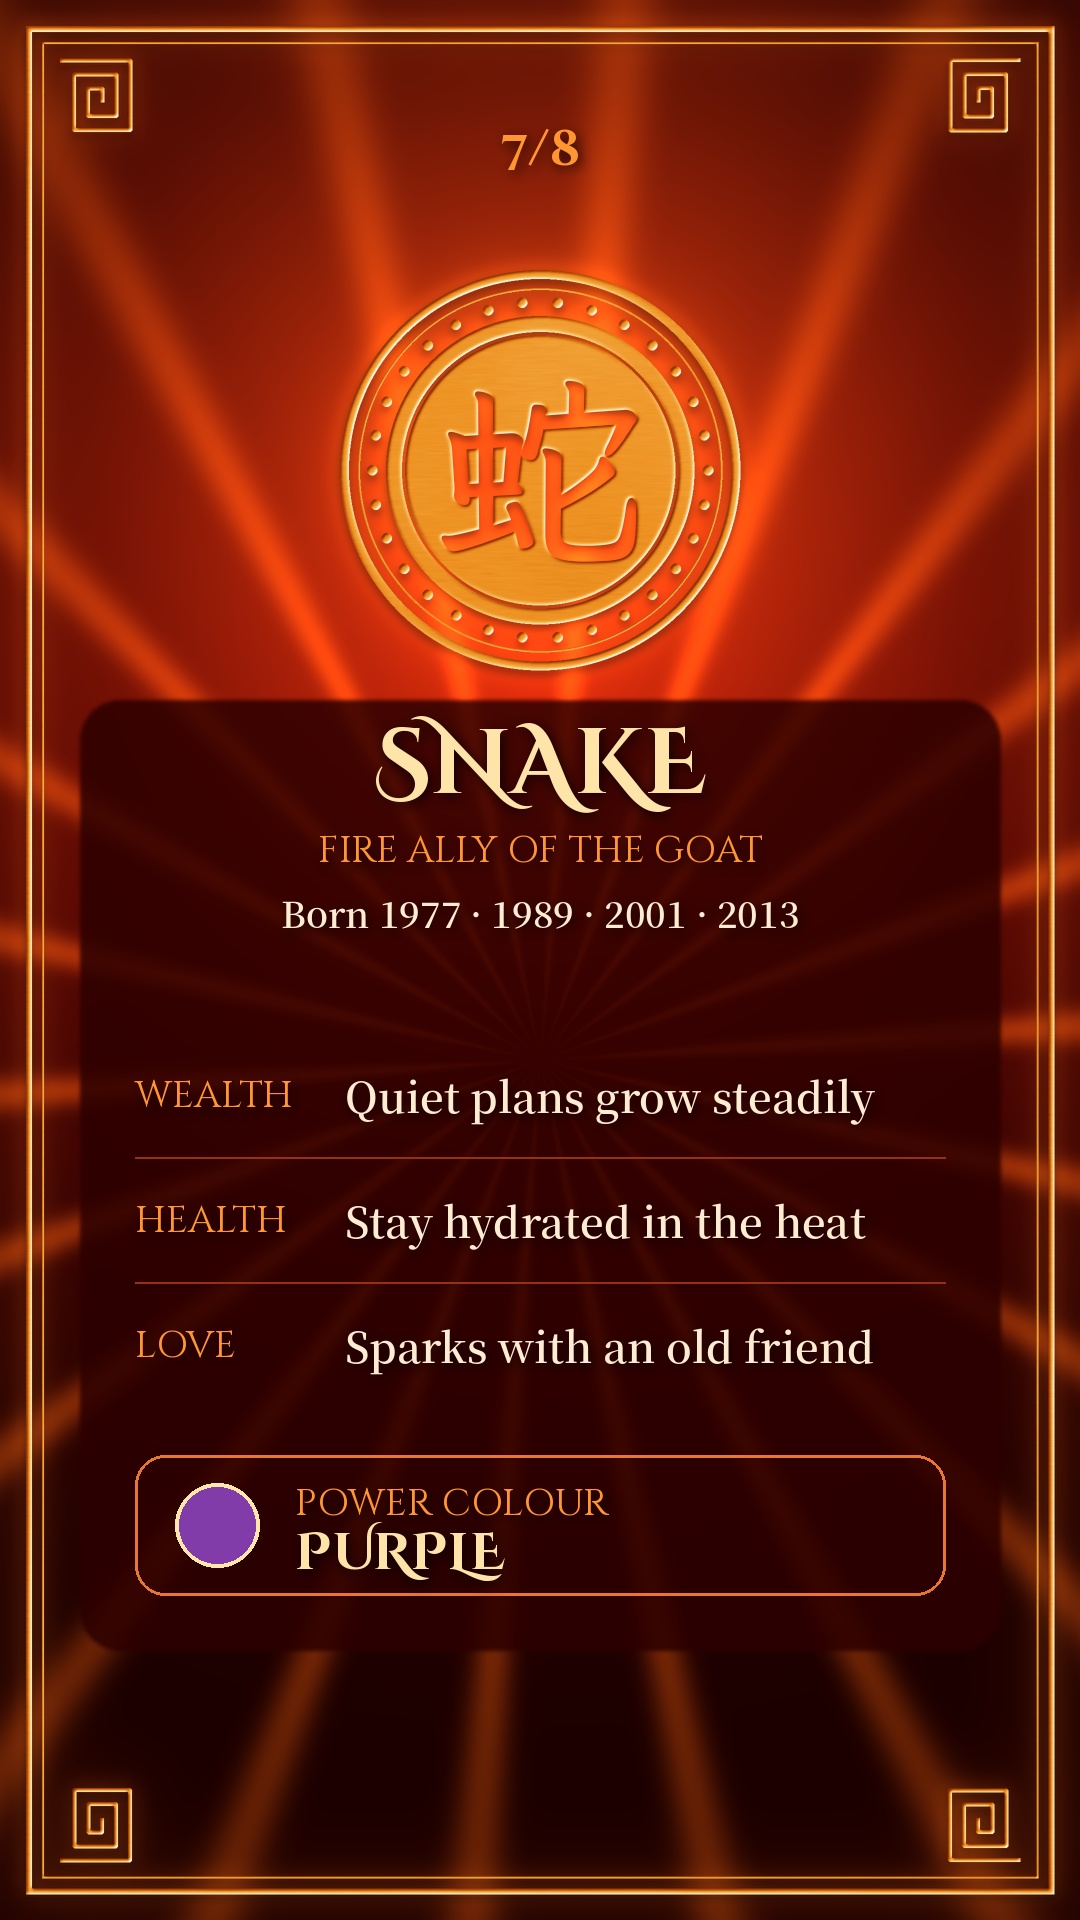 7/8
蛇
SNAKE
FIRE ALLY OF THE GOAT
Born 1977 · 1989 · 2001 · 2013
WEALTH Quiet plans grow steadily
HEALTH Stay hydrated in the heat
LOVE Sparks with an old friend
POWER COLOUR
PURPLE